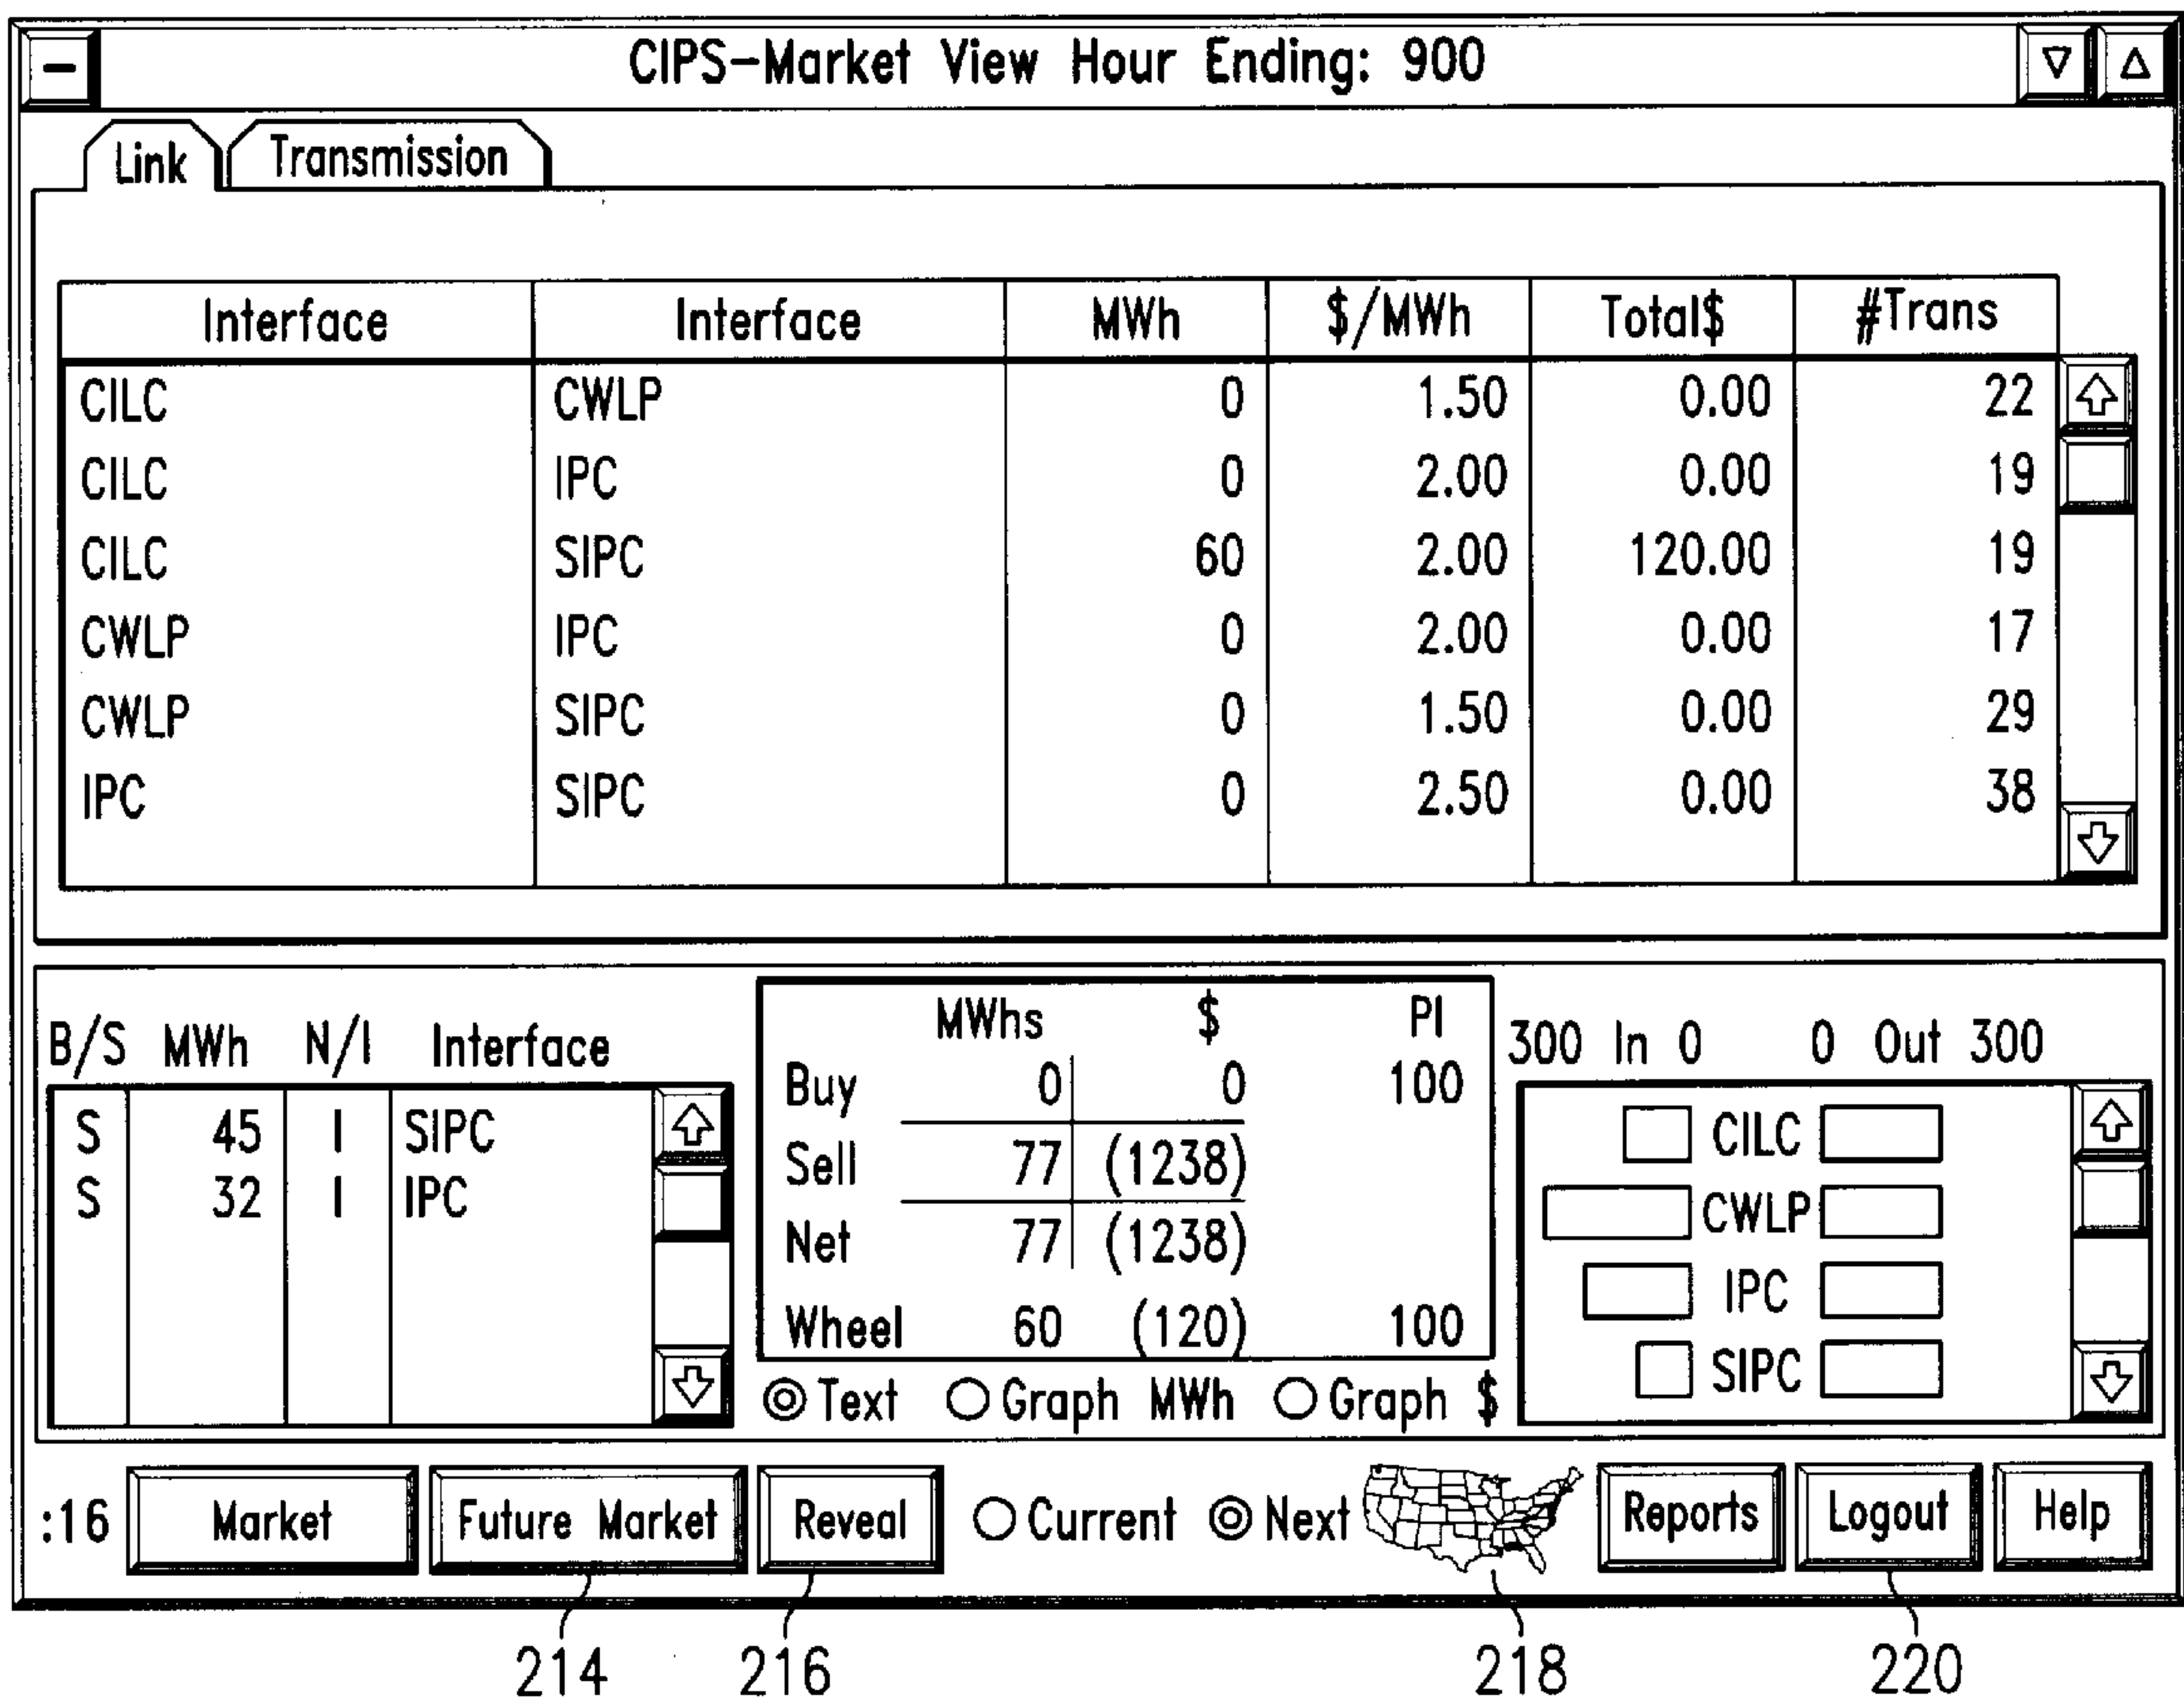 CIPS-Market View Hour Ending: 900
Link Transmission
Interface Interface MWh $/MWh Total$ #Trans
CILC CWLP 0 1.50 0.00 22
CILC IPC 0 2.00 0.00 19
CILC SIPC 60 2.00 120.00 19
CWLP IPC 0 2.00 0.00 17
CWLP SIPC 0 1.50 0.00 29
IPC SIPC 0 2.50 0.00 38
B/S MWh N/I Interface
S 45 I SIPC
S 32 I IPC
MWhs $ PI
Buy 0 0 100
Sell 77 (1238)
Net 77 (1238)
Wheel 60 (120) 100
Text Graph MWh Graph $
300 In 0 0 Out 300
CILC
CWLP
IPC
SIPC
:16 Market Future Market Reveal Current Next Reports Logout Help
214 216 218 220